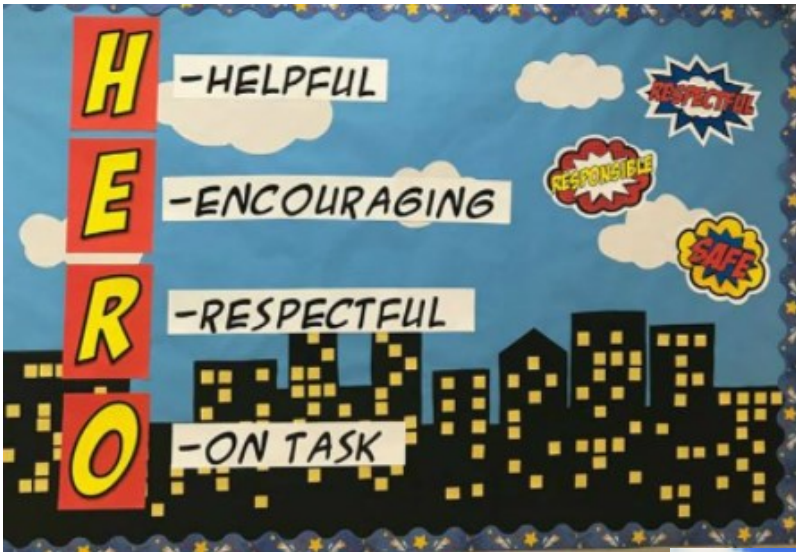 H -HELPFUL
E -ENCOURAGING
R -RESPECTFUL
O -ON TASK
RESPECTFUL
RESPONSIBLE
SAFE